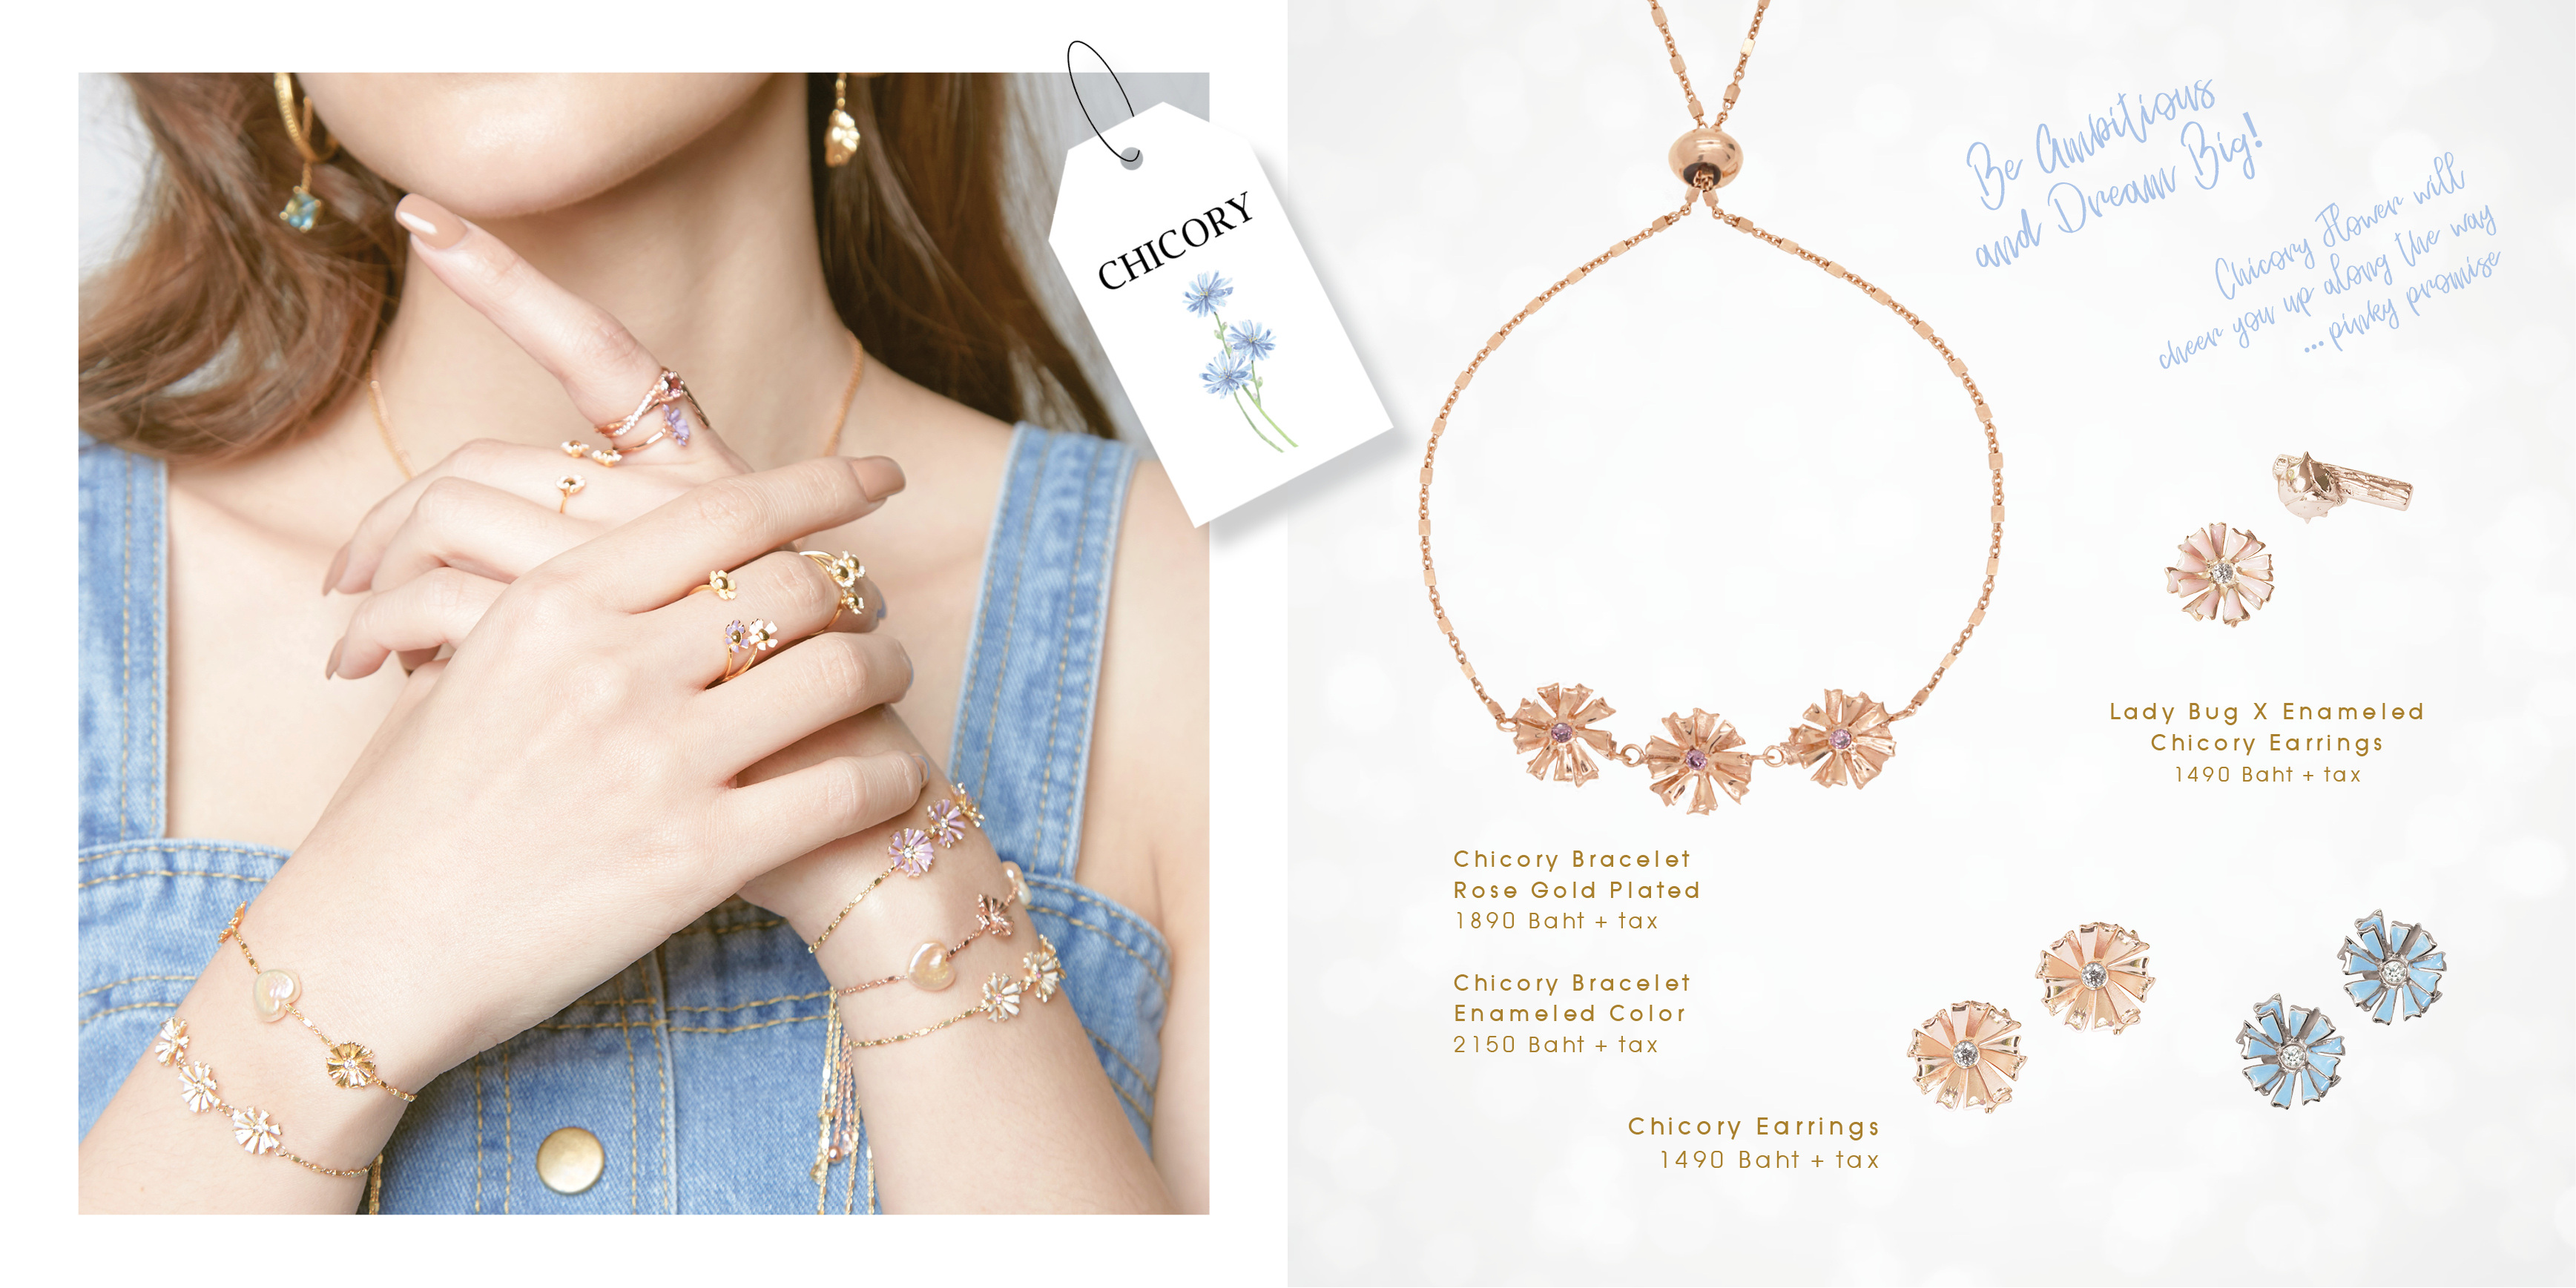 CHICORY
Be Ambitious
and Dream Big!
Chicory Flower will
cheer you up along the way
... pinky promise
Lady Bug X Enameled
Chicory Earrings
1490 Baht + tax
Chicory Bracelet
Rose Gold Plated
1890 Baht + tax
Chicory Bracelet
Enameled Color
2150 Baht + tax
Chicory Earrings
1490 Baht + tax